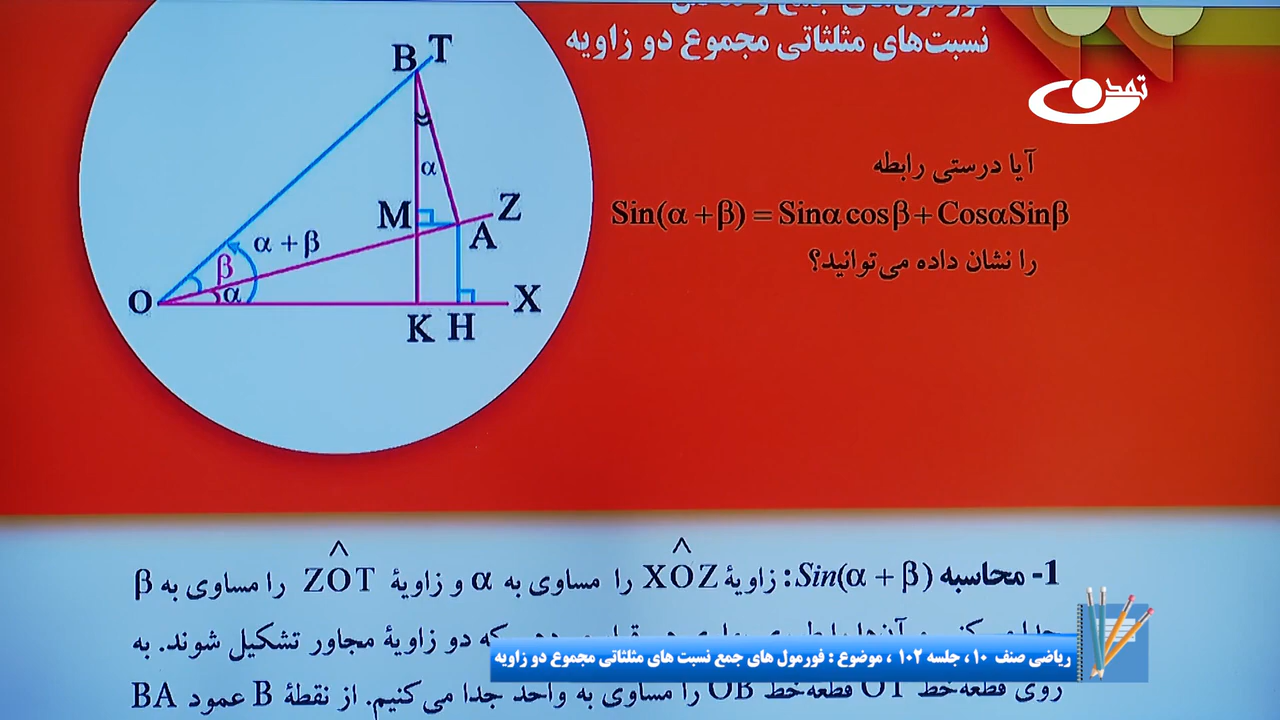 نسبت‌های مثلثاتی مجموع دو زاویه
تمدن
آیا درستی رابطه
Sin(α + β) = Sinα cosβ + CosαSinβ
را نشان داده می‌توانید؟
B T
α
M
Z
A
α + β
β
α
O
X
K H
1- محاسبه Sin(α + β) : زاویهٔ XÔZ را مساوی به α و زاویهٔ ZÔT را مساوی به β
که دو زاویهٔ مجاور تشکیل شوند. به
روی قطعه‌خط OT قطعه‌خط OB را مساوی به واحد جدا می‌کنیم. از نقطهٔ B عمود BA
ریاضی صنف ۱۰ ، جلسه ۱۰۲ ، موضوع : فورمول های جمع نسبت های مثلثاتی مجموع دو زاویه